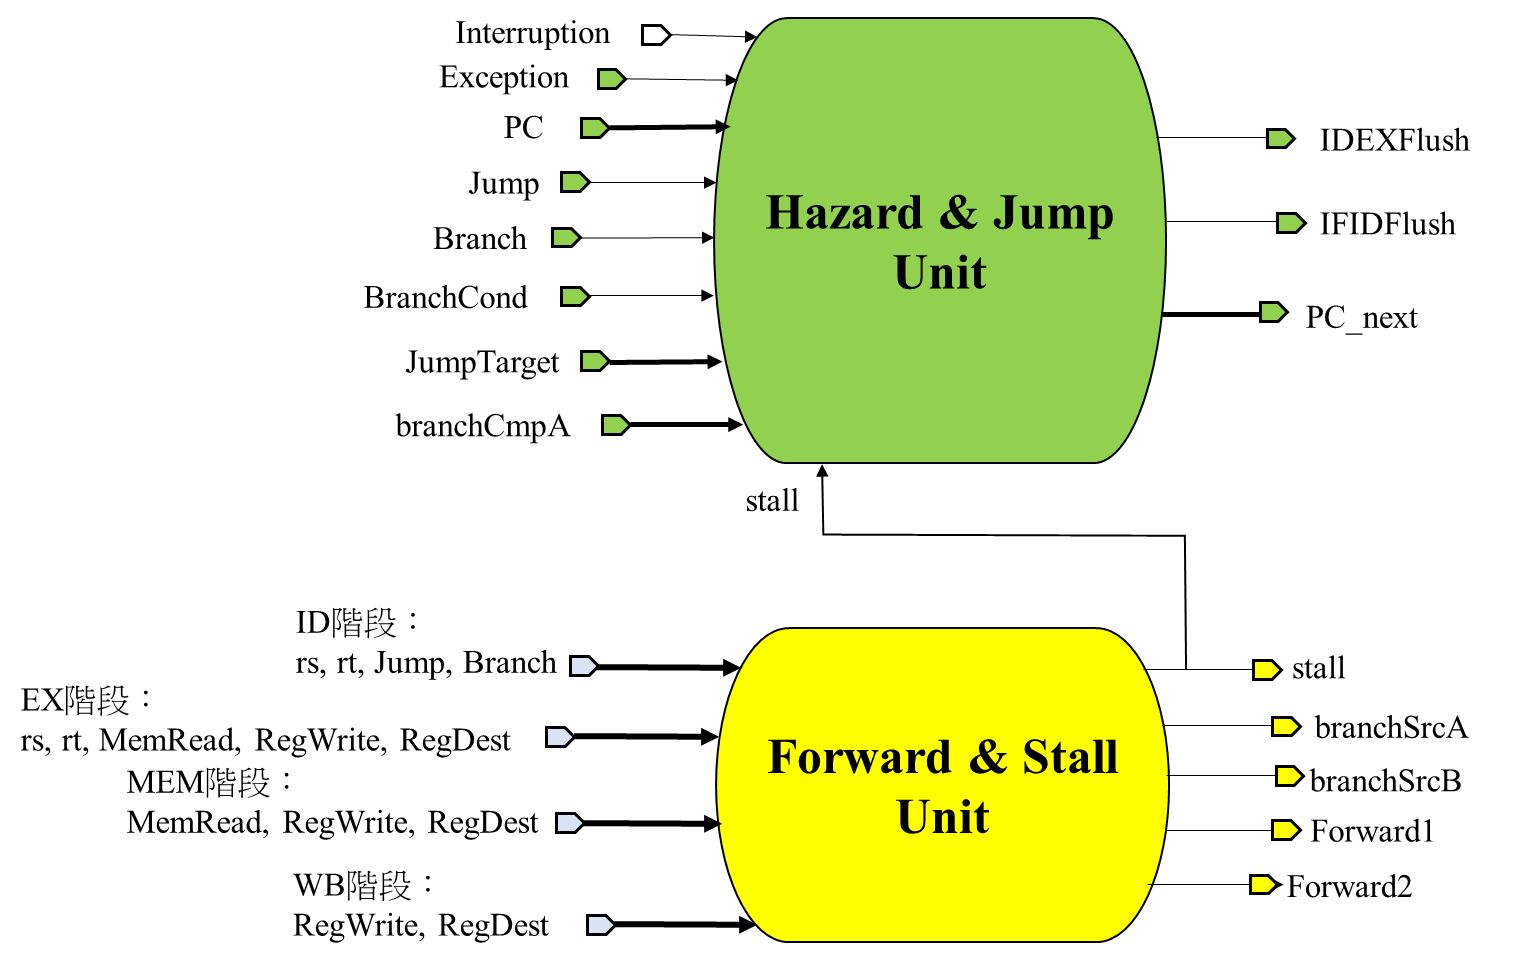 Interruption
Exception
PC
Jump
Branch
BranchCond
JumpTarget
branchCmpA
Hazard & Jump
Unit
IDEXFlush
IFIDFlush
PC_next
stall
ID階段：
rs, rt, Jump, Branch
EX階段：
rs, rt, MemRead, RegWrite, RegDest
MEM階段：
MemRead, RegWrite, RegDest
WB階段：
RegWrite, RegDest
Forward & Stall
Unit
stall
branchSrcA
branchSrcB
Forward1
Forward2